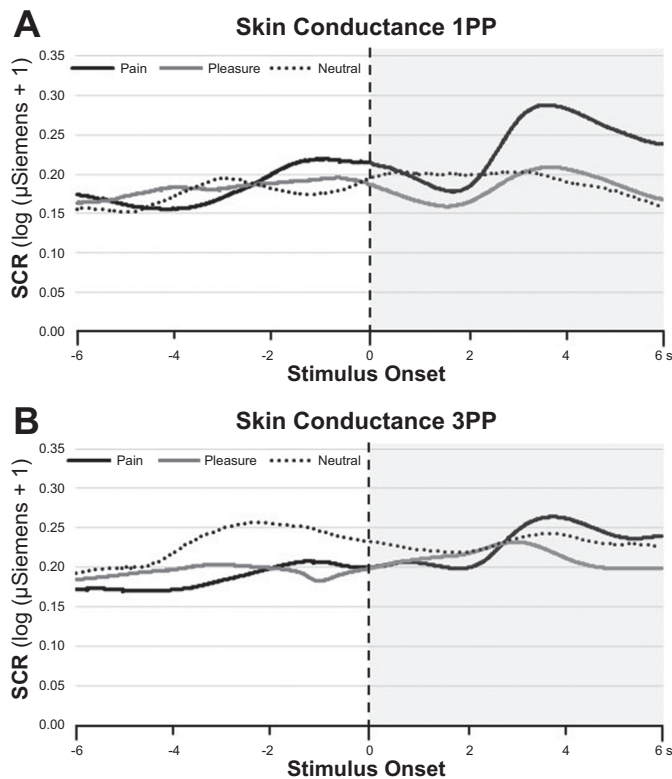 A
Skin Conductance 1PP
SCR (log (μSiemens + 1)
0.35
Pain Pleasure Neutral
0.30
0.25
0.20
0.15
0.10
0.05
0.00
-6 -4 -2 0 2 4 6 s
Stimulus Onset
B
Skin Conductance 3PP
SCR (log (μSiemens + 1)
0.35
Pain Pleasure Neutral
0.30
0.25
0.20
0.15
0.10
0.05
0.00
-6 -4 -2 0 2 4 6 s
Stimulus Onset